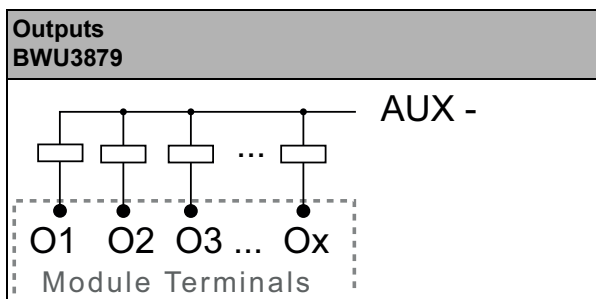 Outputs
BWU3879
AUX -
...
O1 O2 O3 ... Ox
Module Terminals